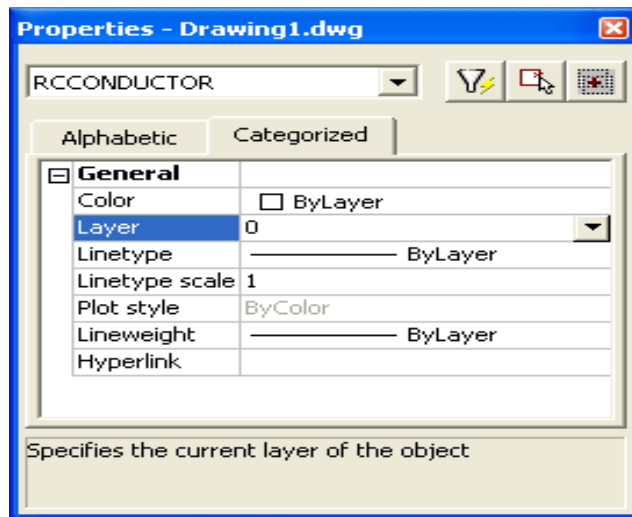 Properties - Drawing1.dwg
RCCONDUCTOR
Alphabetic Categorized
General
Color ByLayer
Layer 0
Linetype ByLayer
Linetype scale 1
Plot style ByColor
Lineweight ByLayer
Hyperlink
Specifies the current layer of the object